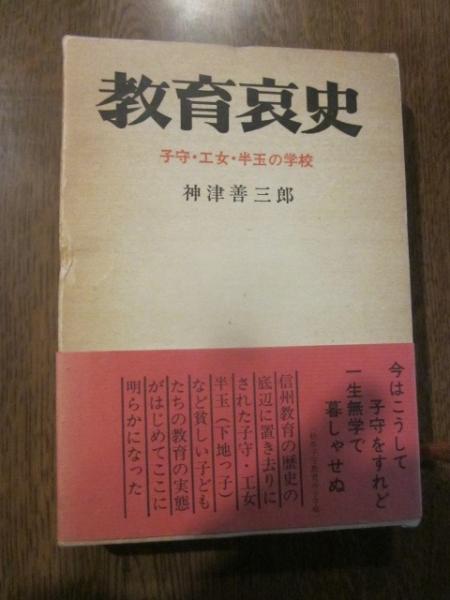 教育哀史
子守・工女・半玉の学校
神津善三郎
今はこうして
子守をすれど
一生無学で
暮しゃせぬ
信州教育の歴史の
底辺に置き去りに
された子守・工女
半玉（下地っ子）
など貧しい子ども
たちの教育の実態
がはじめてここに
明らかになった